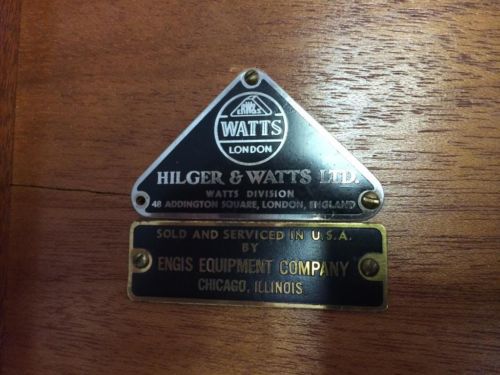 WATTS
LONDON
HILGER & WATTS LTD.
WATTS DIVISION
48 ADDINGTON SQUARE, LONDON, ENGLAND
SOLD AND SERVICED IN U.S.A.
BY
ENGIS EQUIPMENT COMPANY
CHICAGO, ILLINOIS